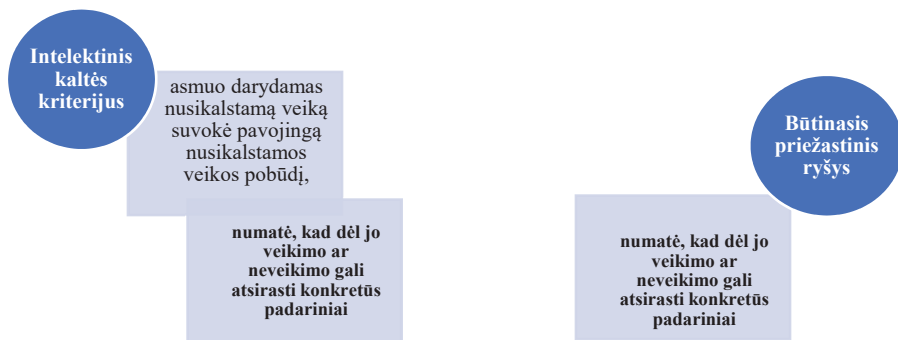 Intelektinis
kaltės
kriterijus
asmuo darydamas
nusikalstamą veiką
suvokė pavojingą
nusikalstamos
veikos pobūdį,
numatė, kad dėl jo
veikimo ar
neveikimo gali
atsirasti konkretūs
padariniai
Būtinasis
priežastinis
ryšys
numatė, kad dėl jo
veikimo ar
neveikimo gali
atsirasti konkretūs
padariniai